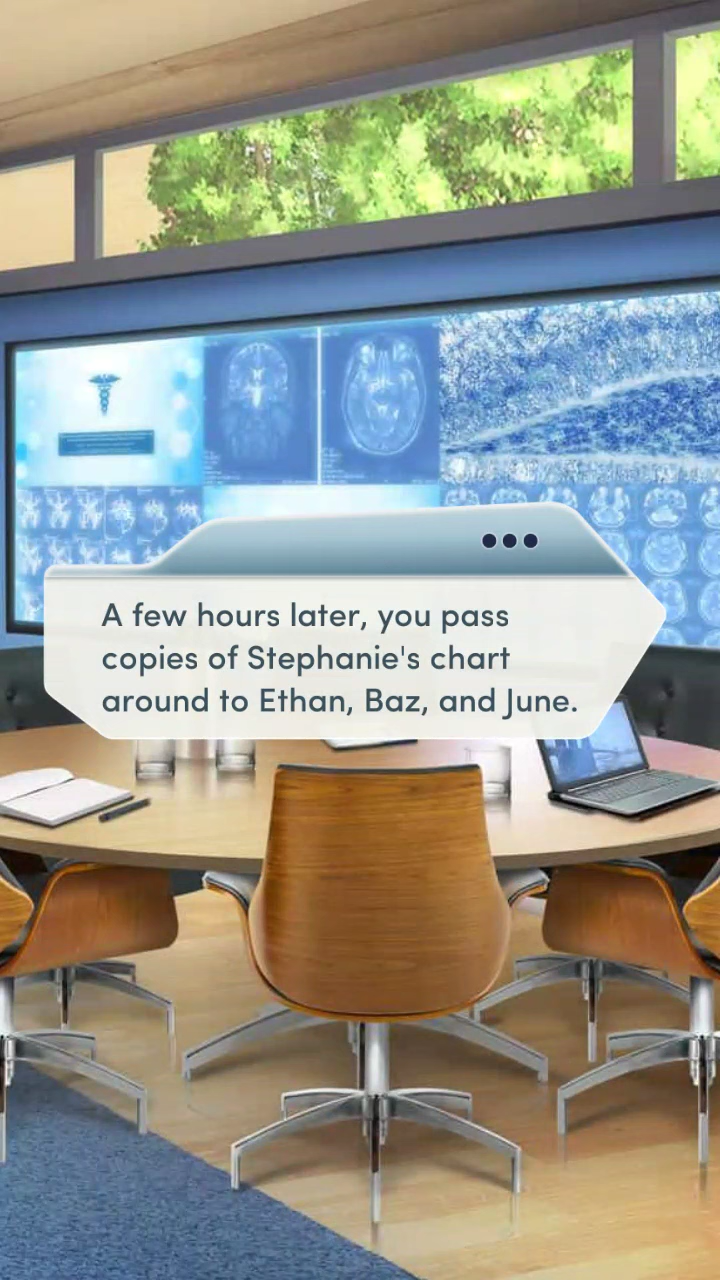 A few hours later, you pass
copies of Stephanie's chart
around to Ethan, Baz, and June.